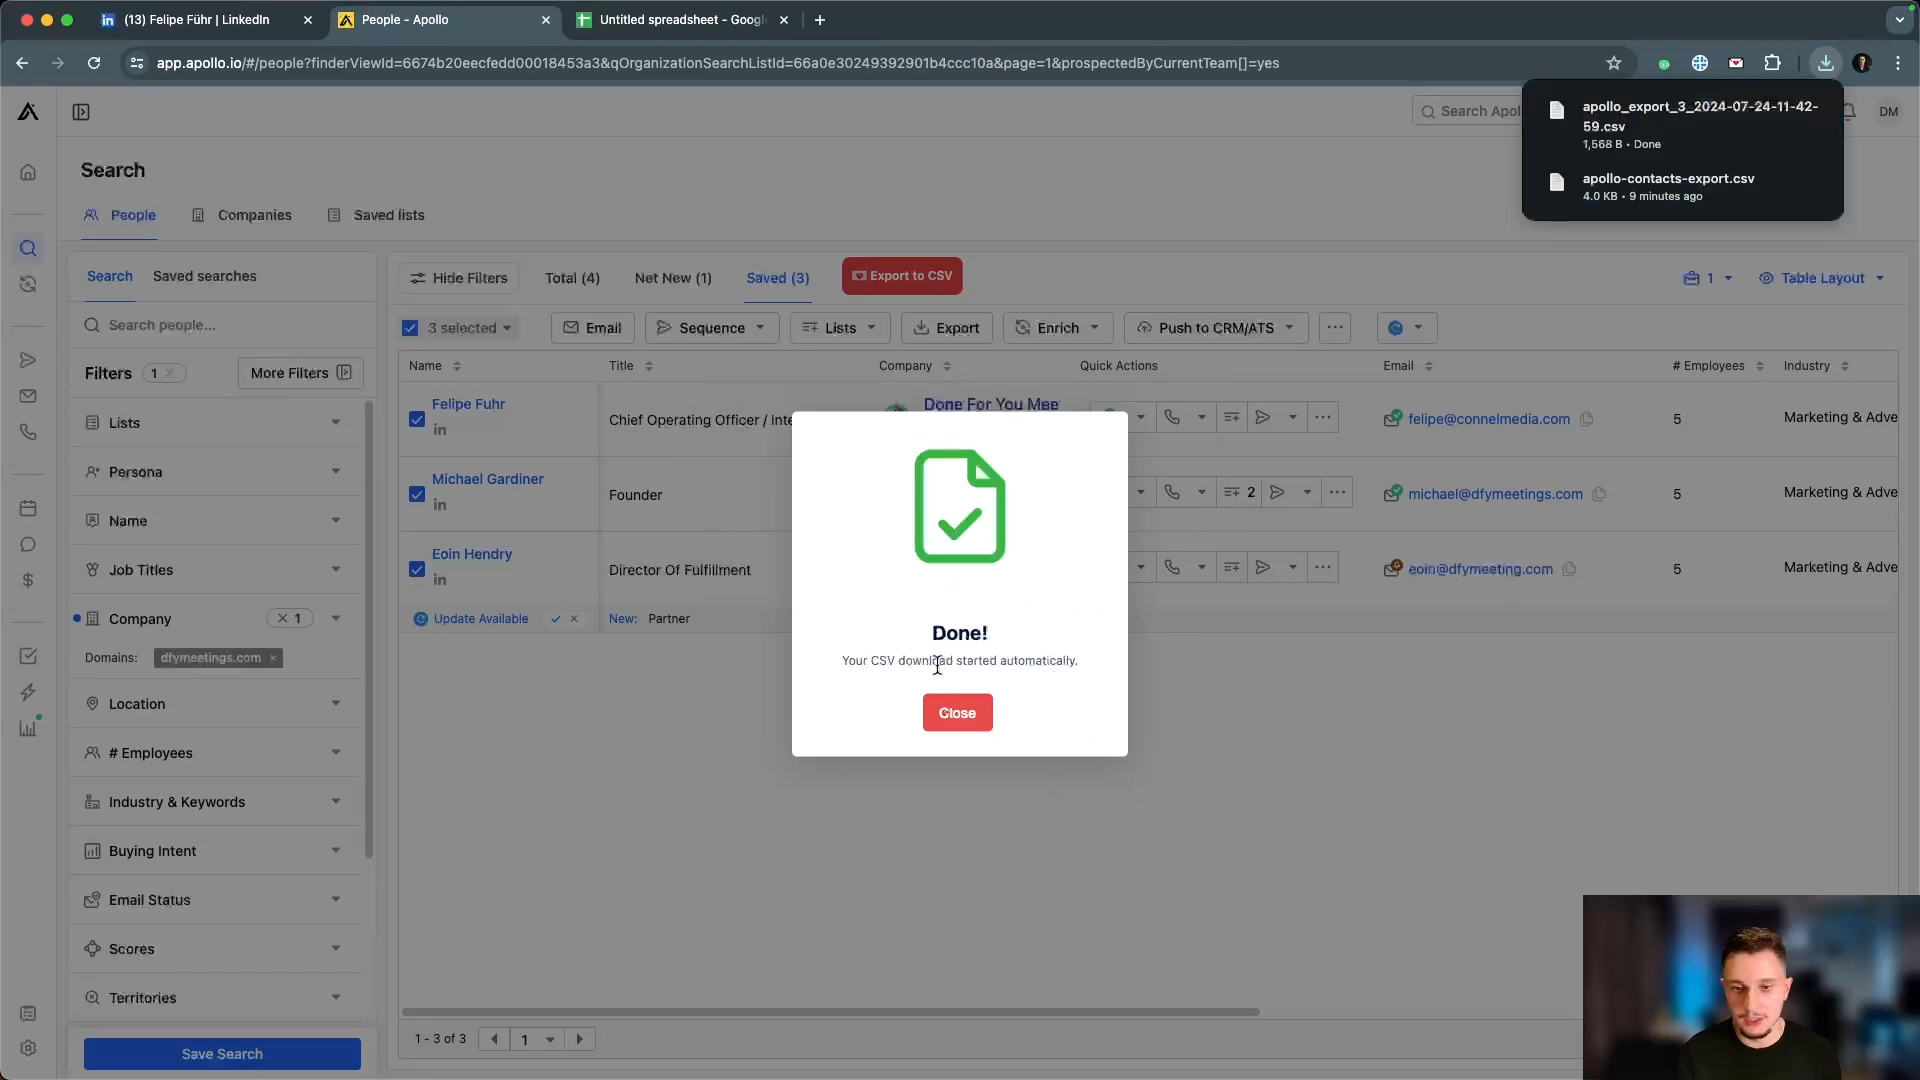 (13) Felipe Führ | LinkedIn
People - Apollo
Untitled spreadsheet - Googl
app.apollo.io/#/people?finderViewId=6674b20eecfedd00018453a3&qOrganizationSearchListId=66a0e30249392901b4ccc10a&page=1&prospectedByCurrentTeam[]=yes
apollo_export_3_2024-07-24-11-42-
59.csv
1,568 B • Done
apollo-contacts-export.csv
4.0 KB • 9 minutes ago
Search Apol
DM
Search
People
Companies
Saved lists
Search
Saved searches
Search people...
Filters 1
More Filters
Lists
Persona
Name
Job Titles
Company 1
Domains: dfymeetings.com
Location
# Employees
Industry & Keywords
Buying Intent
Email Status
Scores
Territories
Save Search
Hide Filters
Total (4)
Net New (1)
Saved (3)
Export to CSV
1
Table Layout
3 selected
Email
Sequence
Lists
Export
Enrich
Push to CRM/ATS
Name
Title
Company
Quick Actions
Email
# Employees
Industry
Felipe Fuhr
in
Chief Operating Officer / Inte
Done For You Mee
felipe@connelmedia.com
5
Marketing & Adve
Michael Gardiner
in
Founder
2
michael@dfymeetings.com
5
Marketing & Adve
Eoin Hendry
in
Director Of Fulfillment
eoin@dfymeeting.com
5
Marketing & Adve
Update Available
New: Partner
Done!
Your CSV download started automatically.
Close
1 - 3 of 3
1